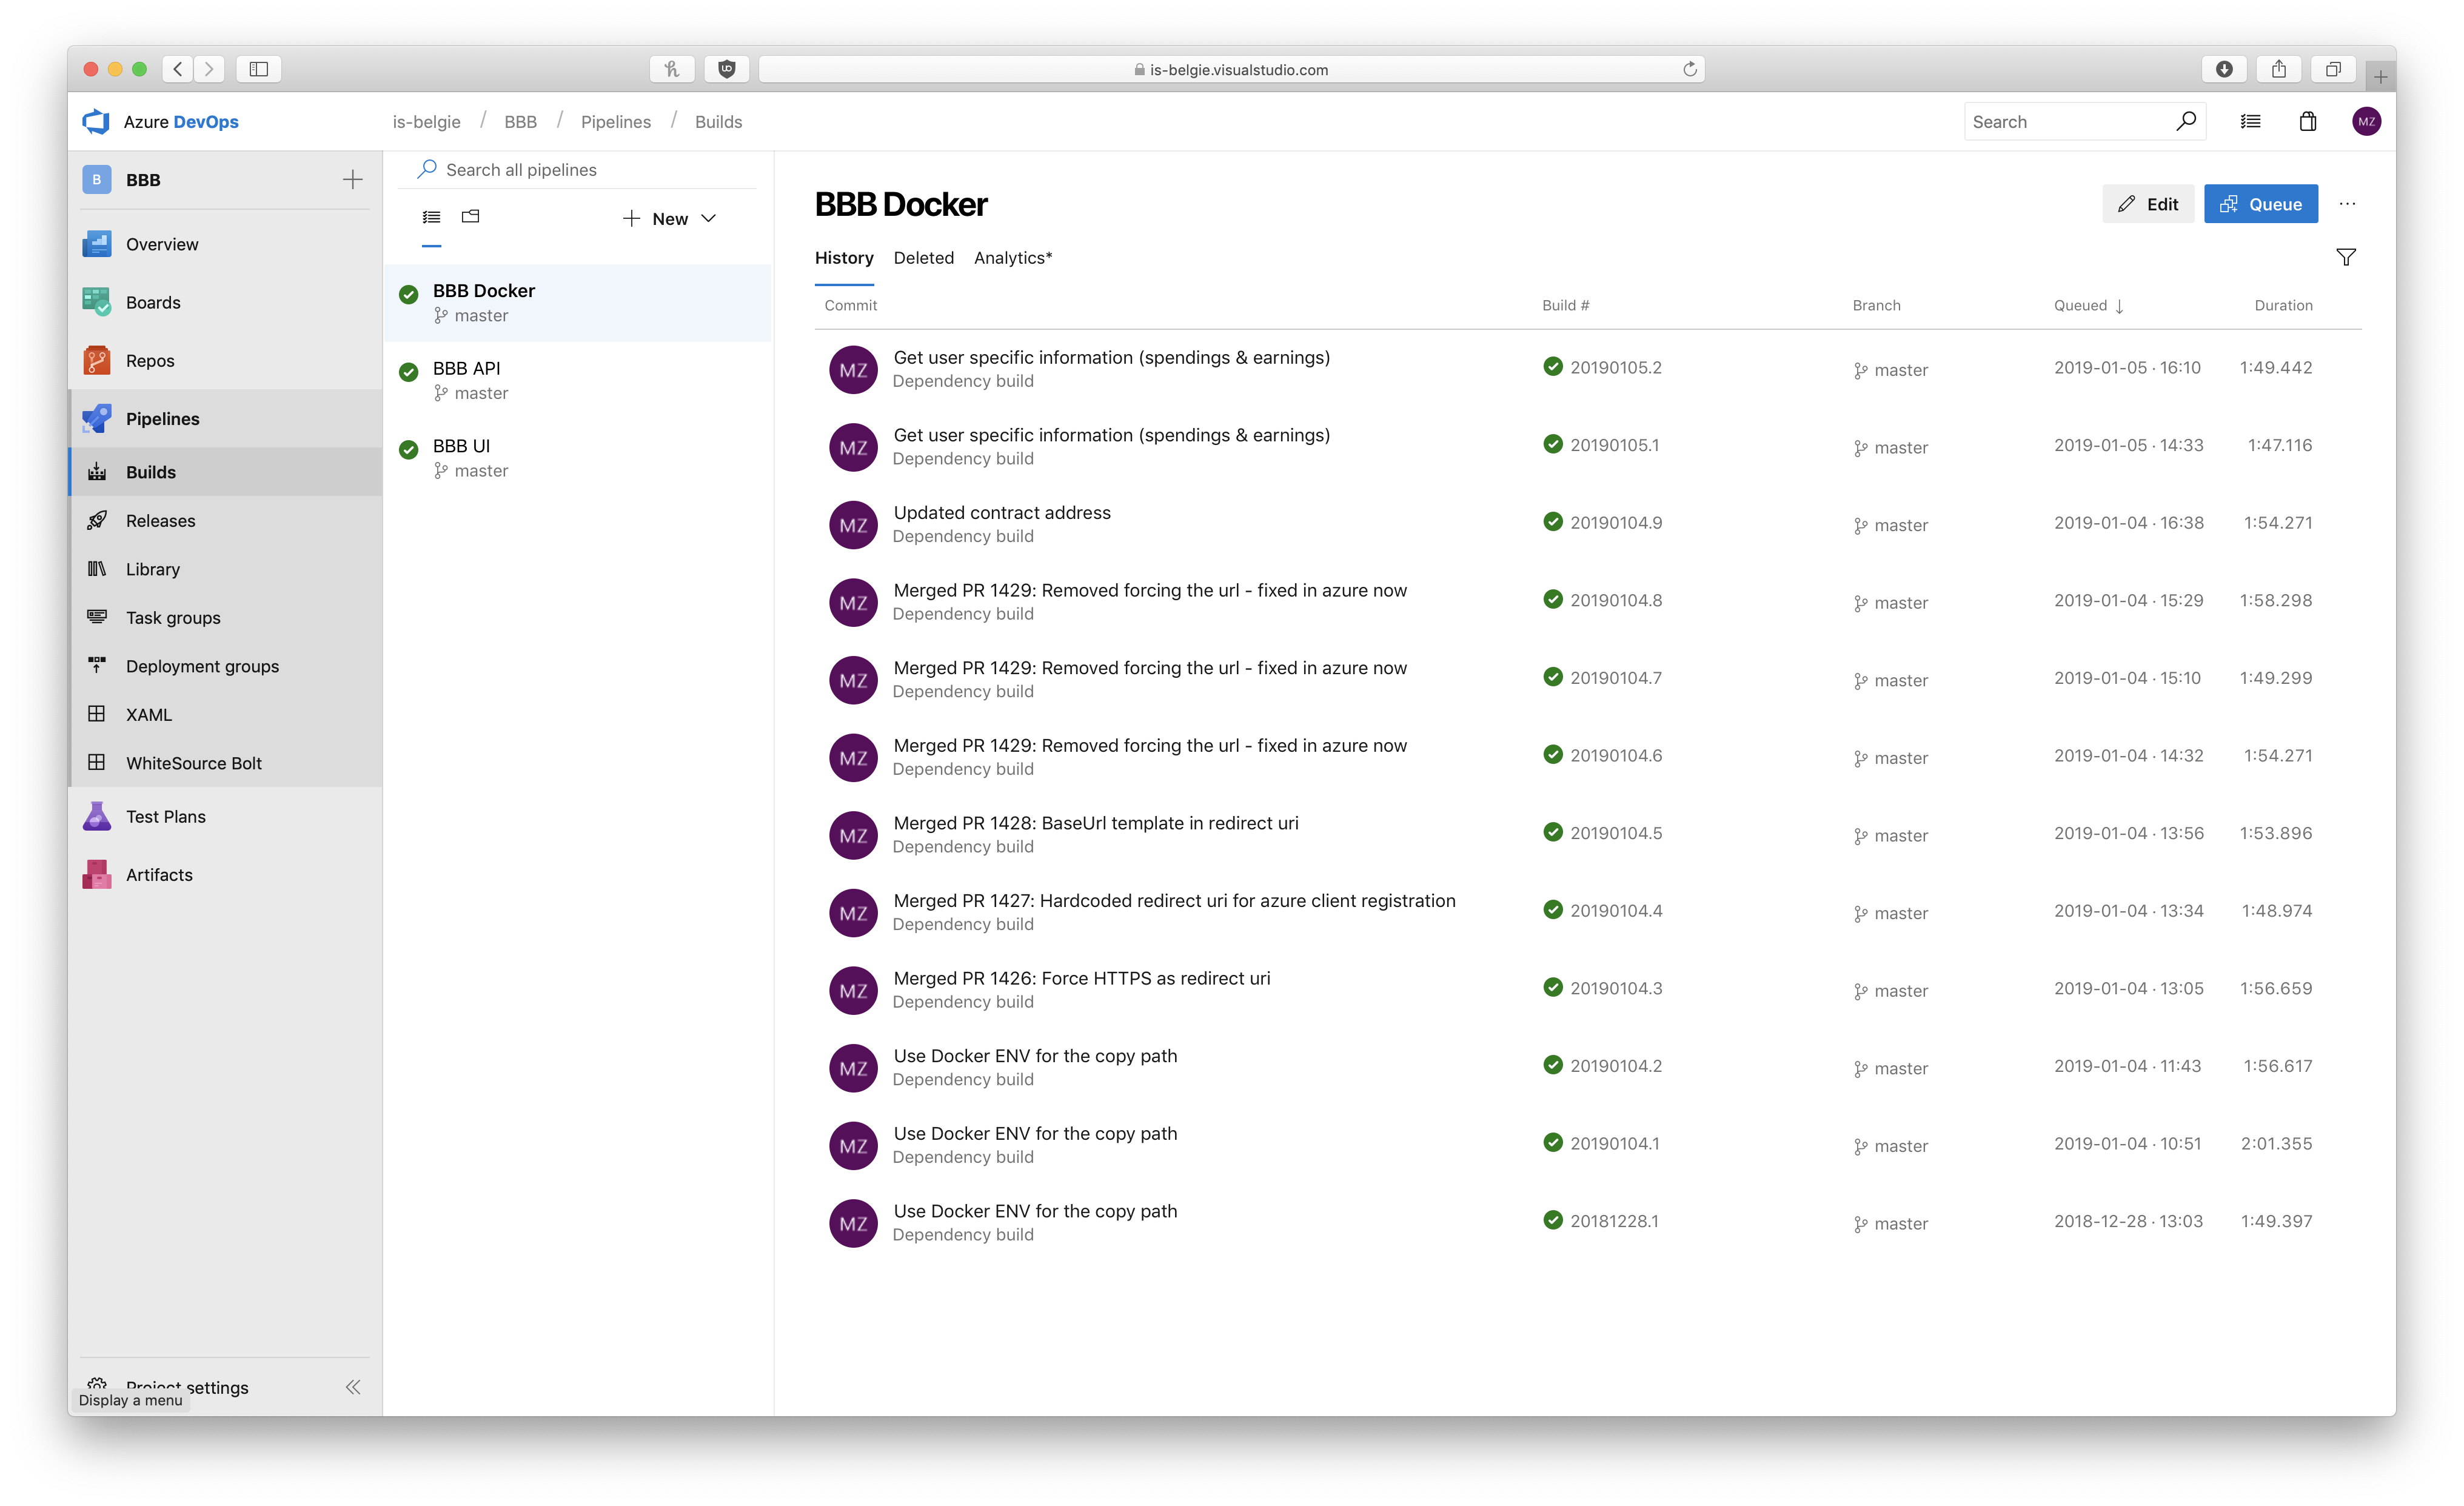 is-belgie.visualstudio.com
Azure DevOps
is-belgie / BBB / Pipelines / Builds
Search
MZ
B BBB
Overview
Boards
Repos
Pipelines
Builds
Releases
Library
Task groups
Deployment groups
XAML
WhiteSource Bolt
Test Plans
Artifacts
Project settings
Display a menu
Search all pipelines
New
BBB Docker
master
BBB API
master
BBB UI
master
BBB Docker
Edit
Queue
History Deleted Analytics*
Commit Build # Branch Queued Duration
MZ Get user specific information (spendings & earnings) 20190105.2 master 2019-01-05 · 16:10 1:49.442
Dependency build
MZ Get user specific information (spendings & earnings) 20190105.1 master 2019-01-05 · 14:33 1:47.116
Dependency build
MZ Updated contract address 20190104.9 master 2019-01-04 · 16:38 1:54.271
Dependency build
MZ Merged PR 1429: Removed forcing the url - fixed in azure now 20190104.8 master 2019-01-04 · 15:29 1:58.298
Dependency build
MZ Merged PR 1429: Removed forcing the url - fixed in azure now 20190104.7 master 2019-01-04 · 15:10 1:49.299
Dependency build
MZ Merged PR 1429: Removed forcing the url - fixed in azure now 20190104.6 master 2019-01-04 · 14:32 1:54.271
Dependency build
MZ Merged PR 1428: BaseUrl template in redirect uri 20190104.5 master 2019-01-04 · 13:56 1:53.896
Dependency build
MZ Merged PR 1427: Hardcoded redirect uri for azure client registration 20190104.4 master 2019-01-04 · 13:34 1:48.974
Dependency build
MZ Merged PR 1426: Force HTTPS as redirect uri 20190104.3 master 2019-01-04 · 13:05 1:56.659
Dependency build
MZ Use Docker ENV for the copy path 20190104.2 master 2019-01-04 · 11:43 1:56.617
Dependency build
MZ Use Docker ENV for the copy path 20190104.1 master 2019-01-04 · 10:51 2:01.355
Dependency build
MZ Use Docker ENV for the copy path 20181228.1 master 2018-12-28 · 13:03 1:49.397
Dependency build